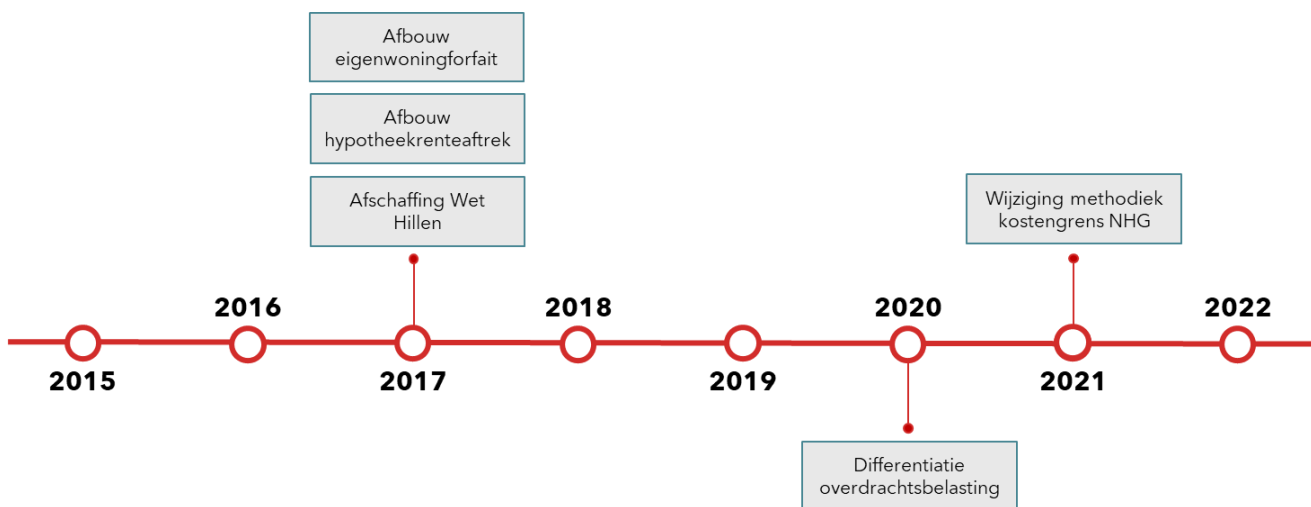 Afbouw
eigenwoningforfait
Afbouw
hypotheekrenteaftrek
Afschaffing Wet
Hillen
Wijziging methodiek
kostengrens NHG
2016
2018
2020
2022
2015
2017
2019
2021
Differentiatie
overdrachtsbelasting